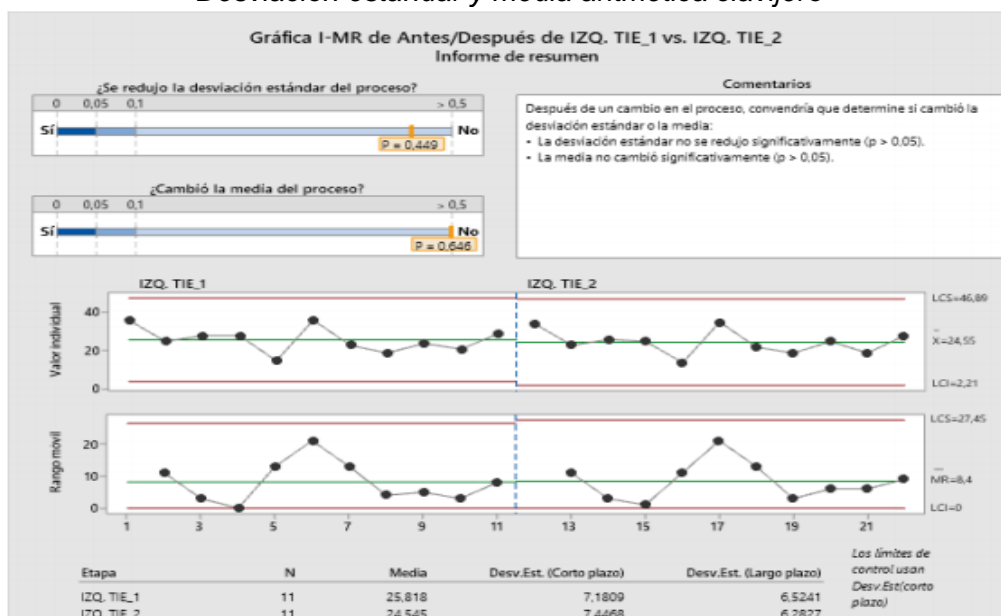 Desviación estándar y media aritmética clavijero
Gráfica I-MR de Antes/Después de IZQ. TIE_1 vs. IZQ. TIE_2
Informe de resumen
¿Se redujo la desviación estándar del proceso?
0 0,05 0,1 > 0,5
Sí No
P = 0,449
¿Cambió la media del proceso?
0 0,05 0,1 > 0,5
Sí No
P = 0,646
Comentarios
Después de un cambio en el proceso, convendría que determine si cambió la
desviación estándar o la media:
• La desviación estándar no se redujo significativamente (p > 0,05).
• La media no cambió significativamente (p > 0,05).
IZQ. TIE_1 IZQ. TIE_2
Valor individual
40
20
0
LCS=46,89
X̄=24,55
LCI=2,21
Rango móvil
20
10
0
LCS=27,45
M̄R̄=8,4
LCI=0
1 3 5 7 9 11 13 15 17 19 21
Los límites de
control usan
Desv.Est(corto
plazo)
Etapa N Media Desv.Est. (Corto plazo) Desv.Est. (Largo plazo)
IZQ. TIE_1 11 25,818 7,1809 6,5241
IZQ. TIE_2 11 24,545 7,4468 6,2827